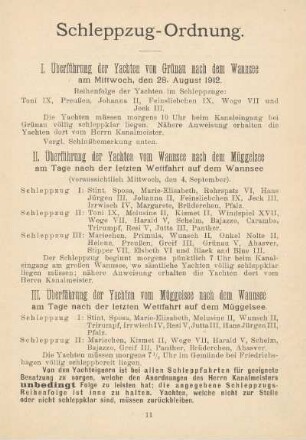 Schleppzug-Ordnung.
I. Überführung der Yachten von Grünau nach dem Wannsee
am Mittwoch, den 28. August 1912.
Reihenfolge der Yachten im Schleppzuge:
Toni IX, Preußen, Johanna II, Feinsliebchen IX, Woge VII und
Jeck III.
Die Yachten müssen morgens 10 Uhr beim Kanaleingang bei
Grünau völlig schleppklar liegen. Nähere Anweisung erhalten die
Yachten dort vom Herrn Kanalmeister.
Vergl. Schlußbemerkung unten.
II. Überführung der Yachten vom Wannsee nach dem Müggelsee
am Tage nach der letzten Wettfahrt auf dem Wannsee
(voraussichtlich Mittwoch, den 4. September).
Schleppzug I: Stint, Sposa, Marie-Elisabeth, Rohrspatz VI, Hans
Jürgen III, Johanna II, Feinsliebchen IX, Jeck III,
Irrwisch IV, Margarete, Brüderchen, Pfalz.
Schleppzug II: Toni IX, Meinsine II, Kismet II, Windspiel XVII,
Wege VII, Harald V, Schelm, Bajazzo, Carambe,
Triumpf, Resi V, Jutta III, Panther.
Schleppzug III: Marischen, Primula, Wunsch II, Onkel Nolte II,
Helena, Preußen, Greif III, Grünau V, Ahasver,
Slipper VII, Elsbeth VI und Black and Blue III.
Der Schleppzug beginnt morgens pünktlich 7 Uhr beim Kanal-
eingang am großen Wannsee, wo sämtliche Yachten völlig schleppklar
liegen müssen; nähere Anweisung erhalten die Yachten dort vom
Herrn Kanalmeister.
III. Überführung der Yachten vom Müggelsee nach dem Wannsee
am Tage nach der letzten Wettfahrt auf dem Müggelsee.
Schleppzug I: Stint, Sposa, Marie-Elisabeth, Meinsine II, Wunsch II,
Triumpf, Irrwisch IV, Resi V, Jutta III, Hans Jürgen III,
Pfalz.
Schleppzug II: Marischen, Kismet II, Wege VII, Harald V, Schelm,
Bajazzo, Greif III, Panther, Brüderchen, Ahasver.
Die Yachten müssen morgens 7½ Uhr im Gemünde bei Friedrichs-
hagen völlig schleppbereit liegen.
Von den Yachteignern ist bei allen Schleppfahrten für geeignete
Besatzung zu sorgen, welche den Anordnungen des Herrn Kanalmeisters
unbedingt Folge zu leisten hat; die angegebene Schleppzug-
Reihenfolge ist inne zu halten. Yachten, welche nicht zur Stelle
oder nicht schleppklar sind, müssen zurückbleiben.
11